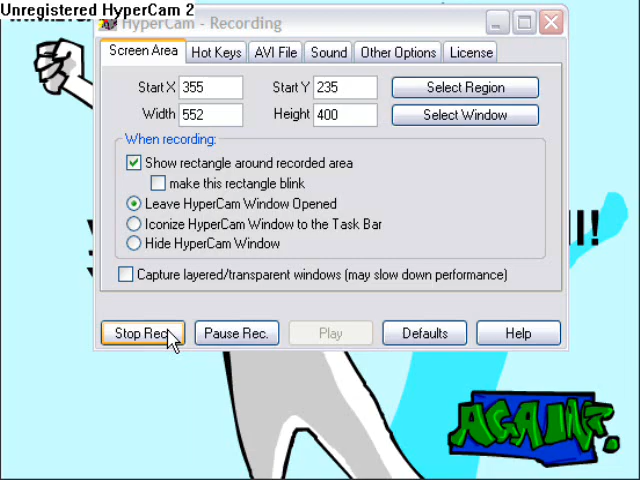 Unregistered HyperCam 2
HyperCam - Recording
Screen Area Hot Keys AVI File Sound Other Options License
Start X 355 Start Y 235 Select Region
Width 552 Height 400 Select Window
When recording:
Show rectangle around recorded area
make this rectangle blink
Leave HyperCam Window Opened
Iconize HyperCam Window to the Task Bar
Hide HyperCam Window
Capture layered/transparent windows (may slow down performance)
Stop Rec. Pause Rec. Play Defaults Help
AGAIN?